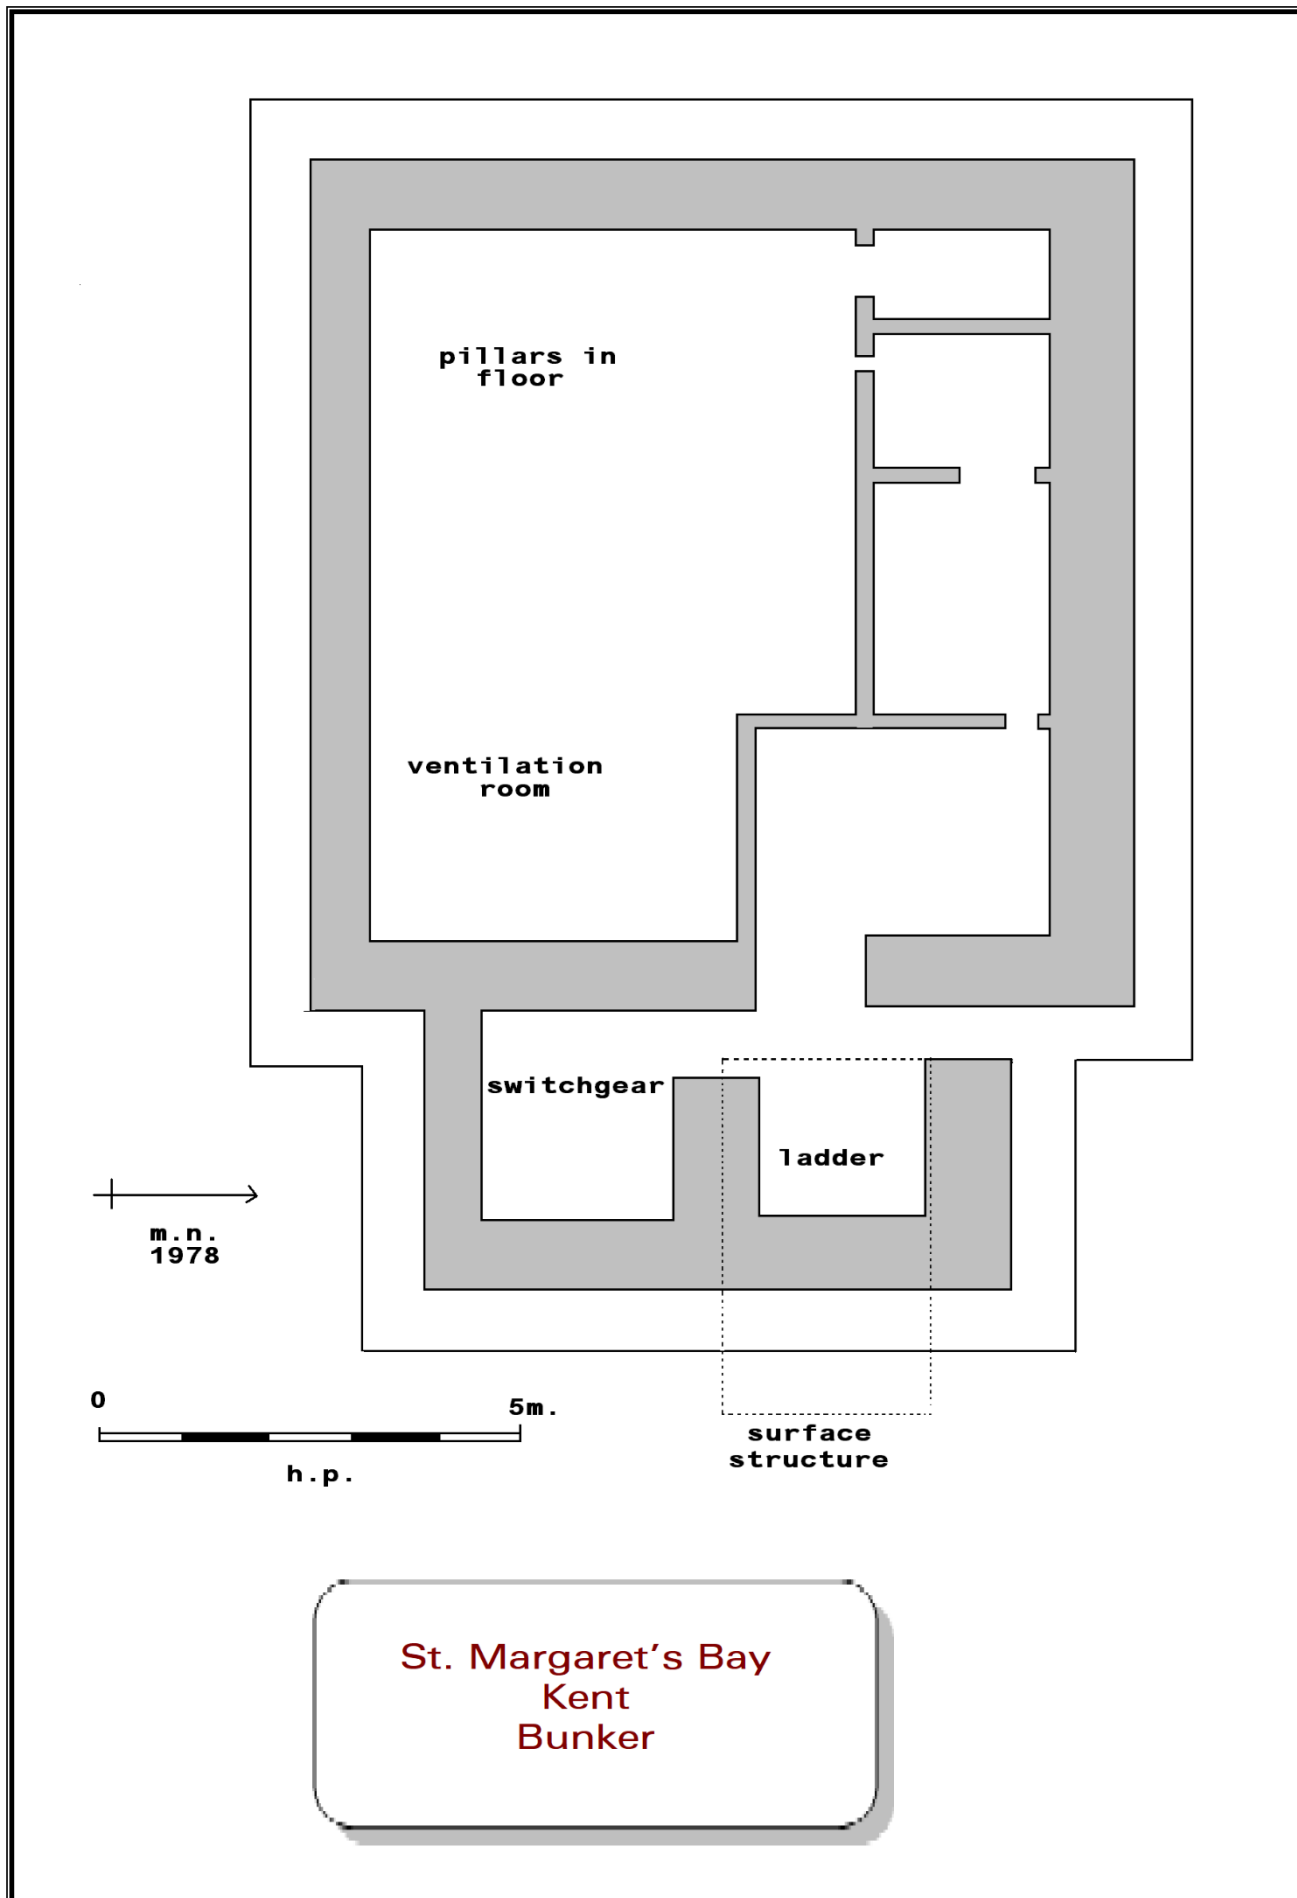 pillars in
floor
ventilation
room
switchgear
ladder
m.n.
1978
0
5m.
h.p.
surface
structure
St. Margaret's Bay
Kent
Bunker